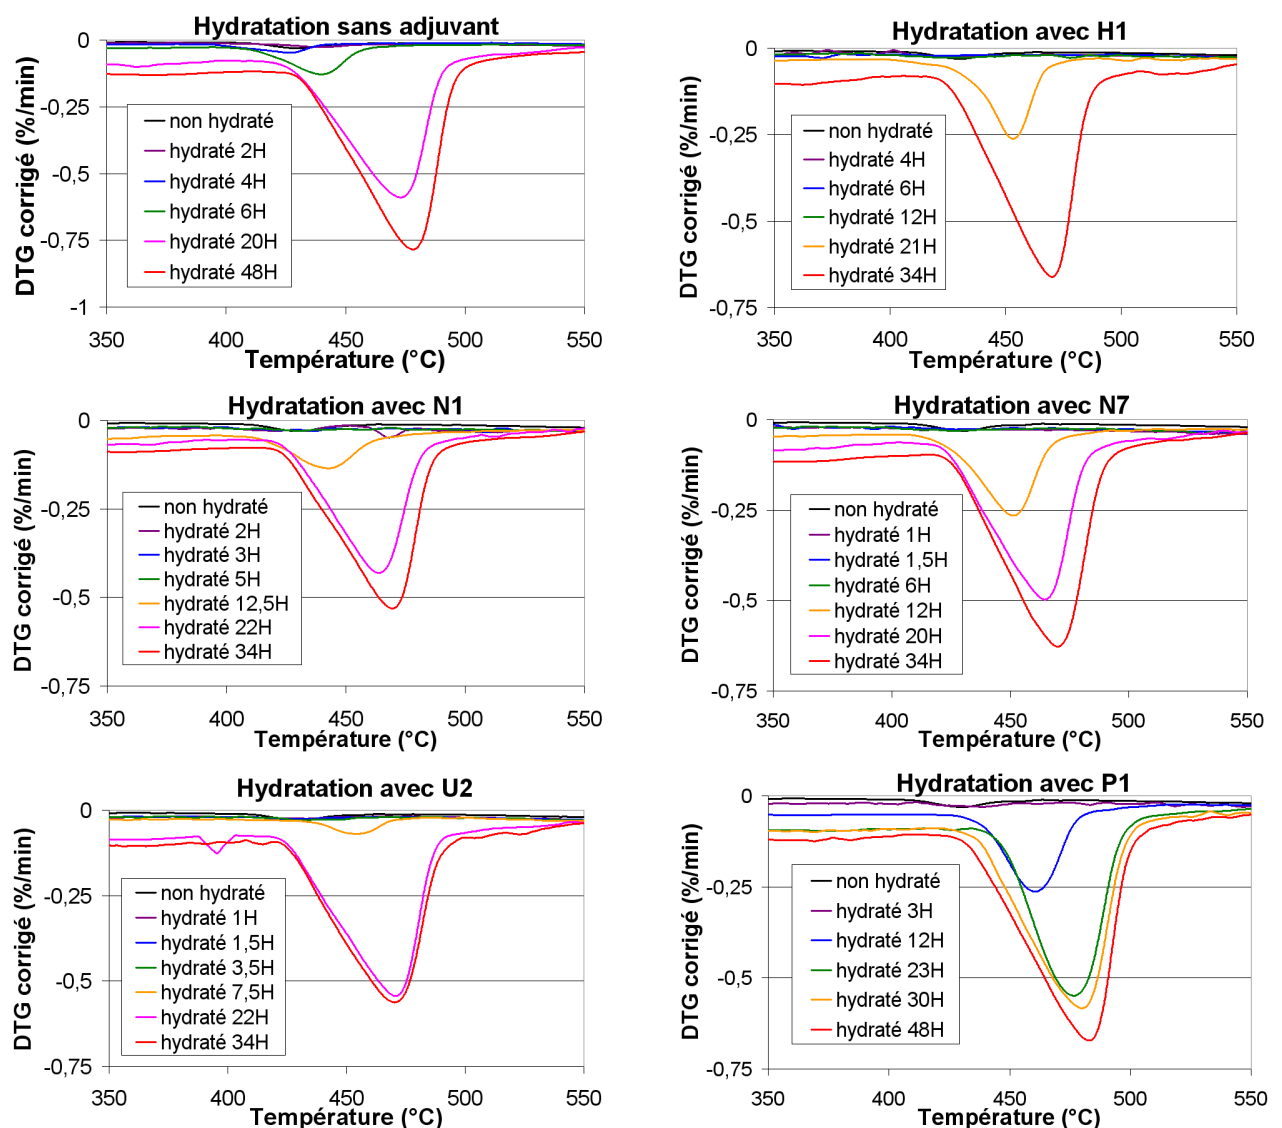 Hydratation sans adjuvant
DTG corrigé (%/min)
0
-0,25
-0,5
-0,75
-1
non hydraté
hydraté 2H
hydraté 4H
hydraté 6H
hydraté 20H
hydraté 48H
350 400 450 500 550
Température (°C)
Hydratation avec H1
DTG corrigé (%/min)
0
-0,25
-0,5
-0,75
non hydraté
hydraté 4H
hydraté 6H
hydraté 12H
hydraté 21H
hydraté 34H
350 400 450 500 550
Température (°C)
Hydratation avec N1
DTG corrigé (%/min)
0
-0,25
-0,5
-0,75
non hydraté
hydraté 2H
hydraté 3H
hydraté 5H
hydraté 12,5H
hydraté 22H
hydraté 34H
350 400 450 500 550
Température (°C)
Hydratation avec N7
DTG corrigé (%/min)
0
-0,25
-0,5
-0,75
non hydraté
hydraté 1H
hydraté 1,5H
hydraté 6H
hydraté 12H
hydraté 20H
hydraté 34H
350 400 450 500 550
Température (°C)
Hydratation avec U2
DTG corrigé (%/min)
0
-0,25
-0,5
-0,75
non hydraté
hydraté 1H
hydraté 1,5H
hydraté 3,5H
hydraté 7,5H
hydraté 22H
hydraté 34H
350 400 450 500 550
Température (°C)
Hydratation avec P1
DTG corrigé (%/min)
0
-0,25
-0,5
-0,75
non hydraté
hydraté 3H
hydraté 12H
hydraté 23H
hydraté 30H
hydraté 48H
350 400 450 500 550
Température (°C)